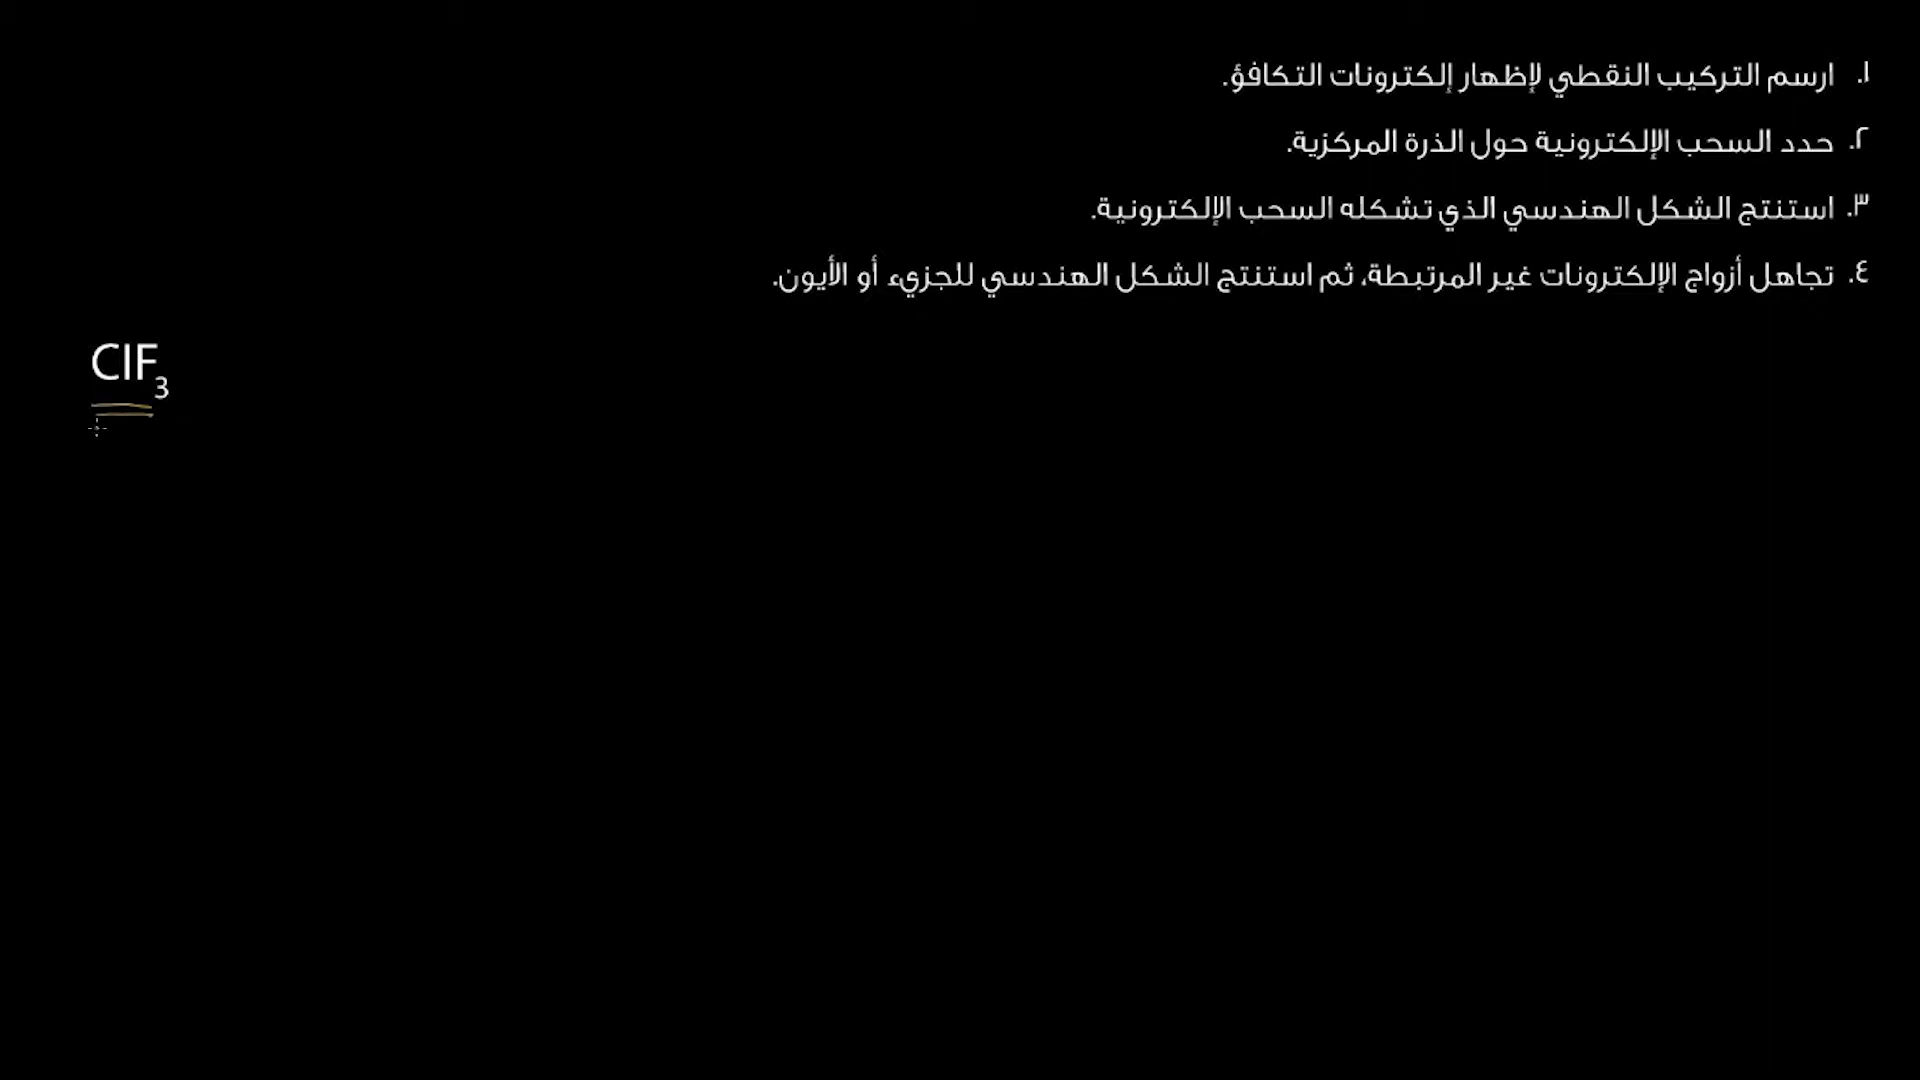 ١. ارسم التركيب النقطي لإظهار إلكترونات التكافؤ.
٢. حدد السحب الإلكترونية حول الذرة المركزية.
٣. استنتج الشكل الهندسي الذي تشكله السحب الإلكترونية.
٤. تجاهل أزواج الإلكترونات غير المرتبطة، ثم استنتج الشكل الهندسي للجزيء أو الأيون.
ClF3